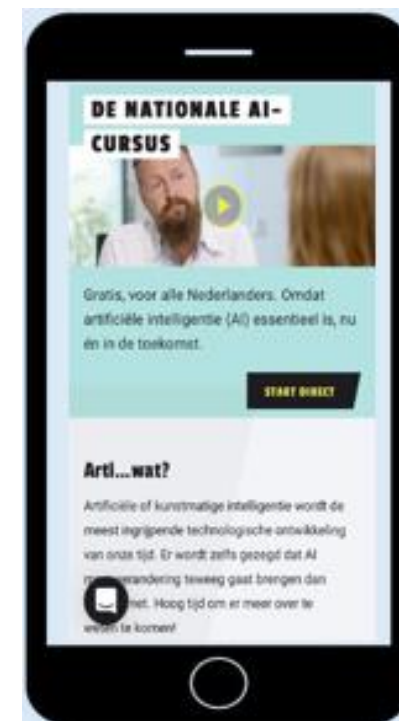 DE NATIONALE AI-
CURSUS
Gratis, voor alle Nederlanders. Omdat
artificiële intelligentie (AI) essentieel is, nu
én in de toekomst.
START DIRECT
Arti...wat?
Artificiële of kunstmatige intelligentie wordt de
meest ingrijpende technologische ontwikkeling
van onze tijd. Er wordt zelfs gezegd dat AI
verandering teweeg gaat brengen dan
Hoog tijd om er meer over te
te komen!